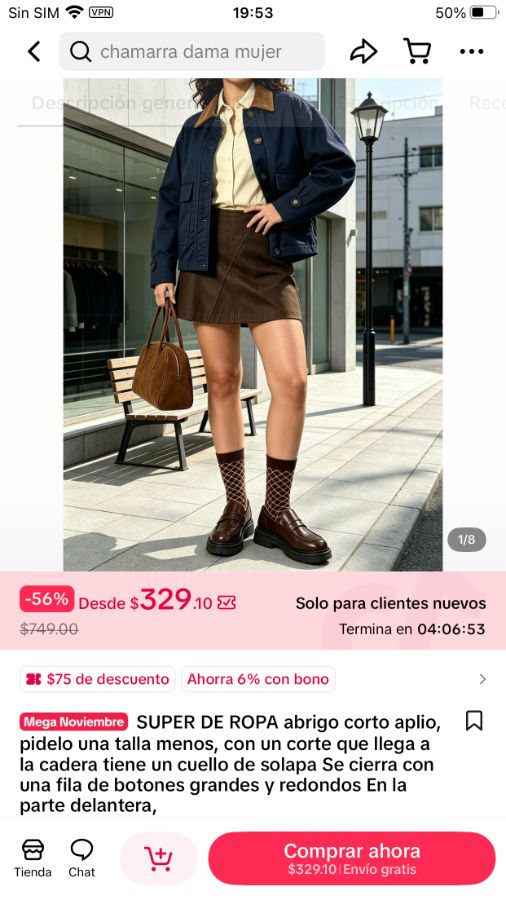 Sin SIM VPN 19:53 50%
chamarra dama mujer
Descripción gener
1/8
-56% Desde $329.10 Solo para clientes nuevos
$749.00 Termina en 04:06:53
$75 de descuento Ahorra 6% con bono
Mega Noviembre SUPER DE ROPA abrigo corto aplio,
pidelo una talla menos, con un corte que llega a
la cadera tiene un cuello de solapa Se cierra con
una fila de botones grandes y redondos En la
parte delantera,
Tienda Chat Comprar ahora
$329.10 | Envío gratis